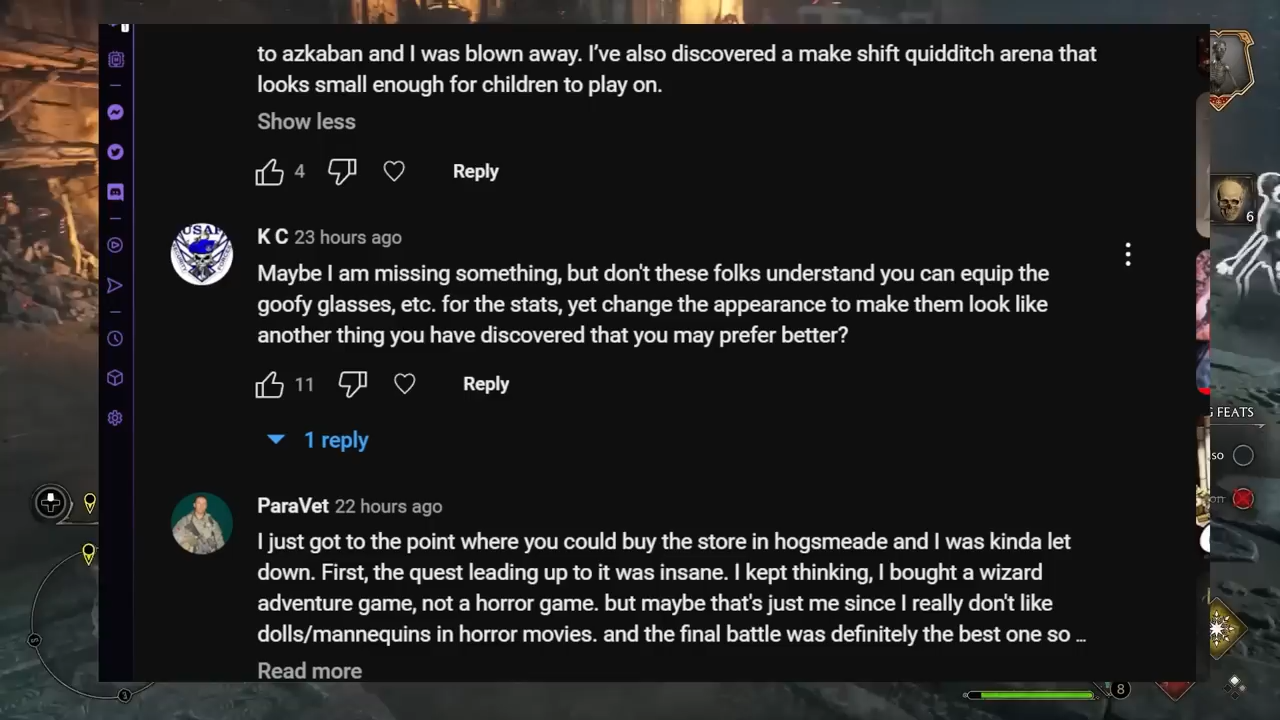 to azkaban and I was blown away. I’ve also discovered a make shift quidditch arena that
looks small enough for children to play on.
Show less
4
Reply
K C 23 hours ago
Maybe I am missing something, but don't these folks understand you can equip the
goofy glasses, etc. for the stats, yet change the appearance to make them look like
another thing you have discovered that you may prefer better?
11
Reply
1 reply
ParaVet 22 hours ago
I just got to the point where you could buy the store in hogsmeade and I was kinda let
down. First, the quest leading up to it was insane. I kept thinking, I bought a wizard
adventure game, not a horror game. but maybe that's just me since I really don't like
dolls/mannequins in horror movies. and the final battle was definitely the best one so ...
Read more
USAF
6
FEATS
so
on
8